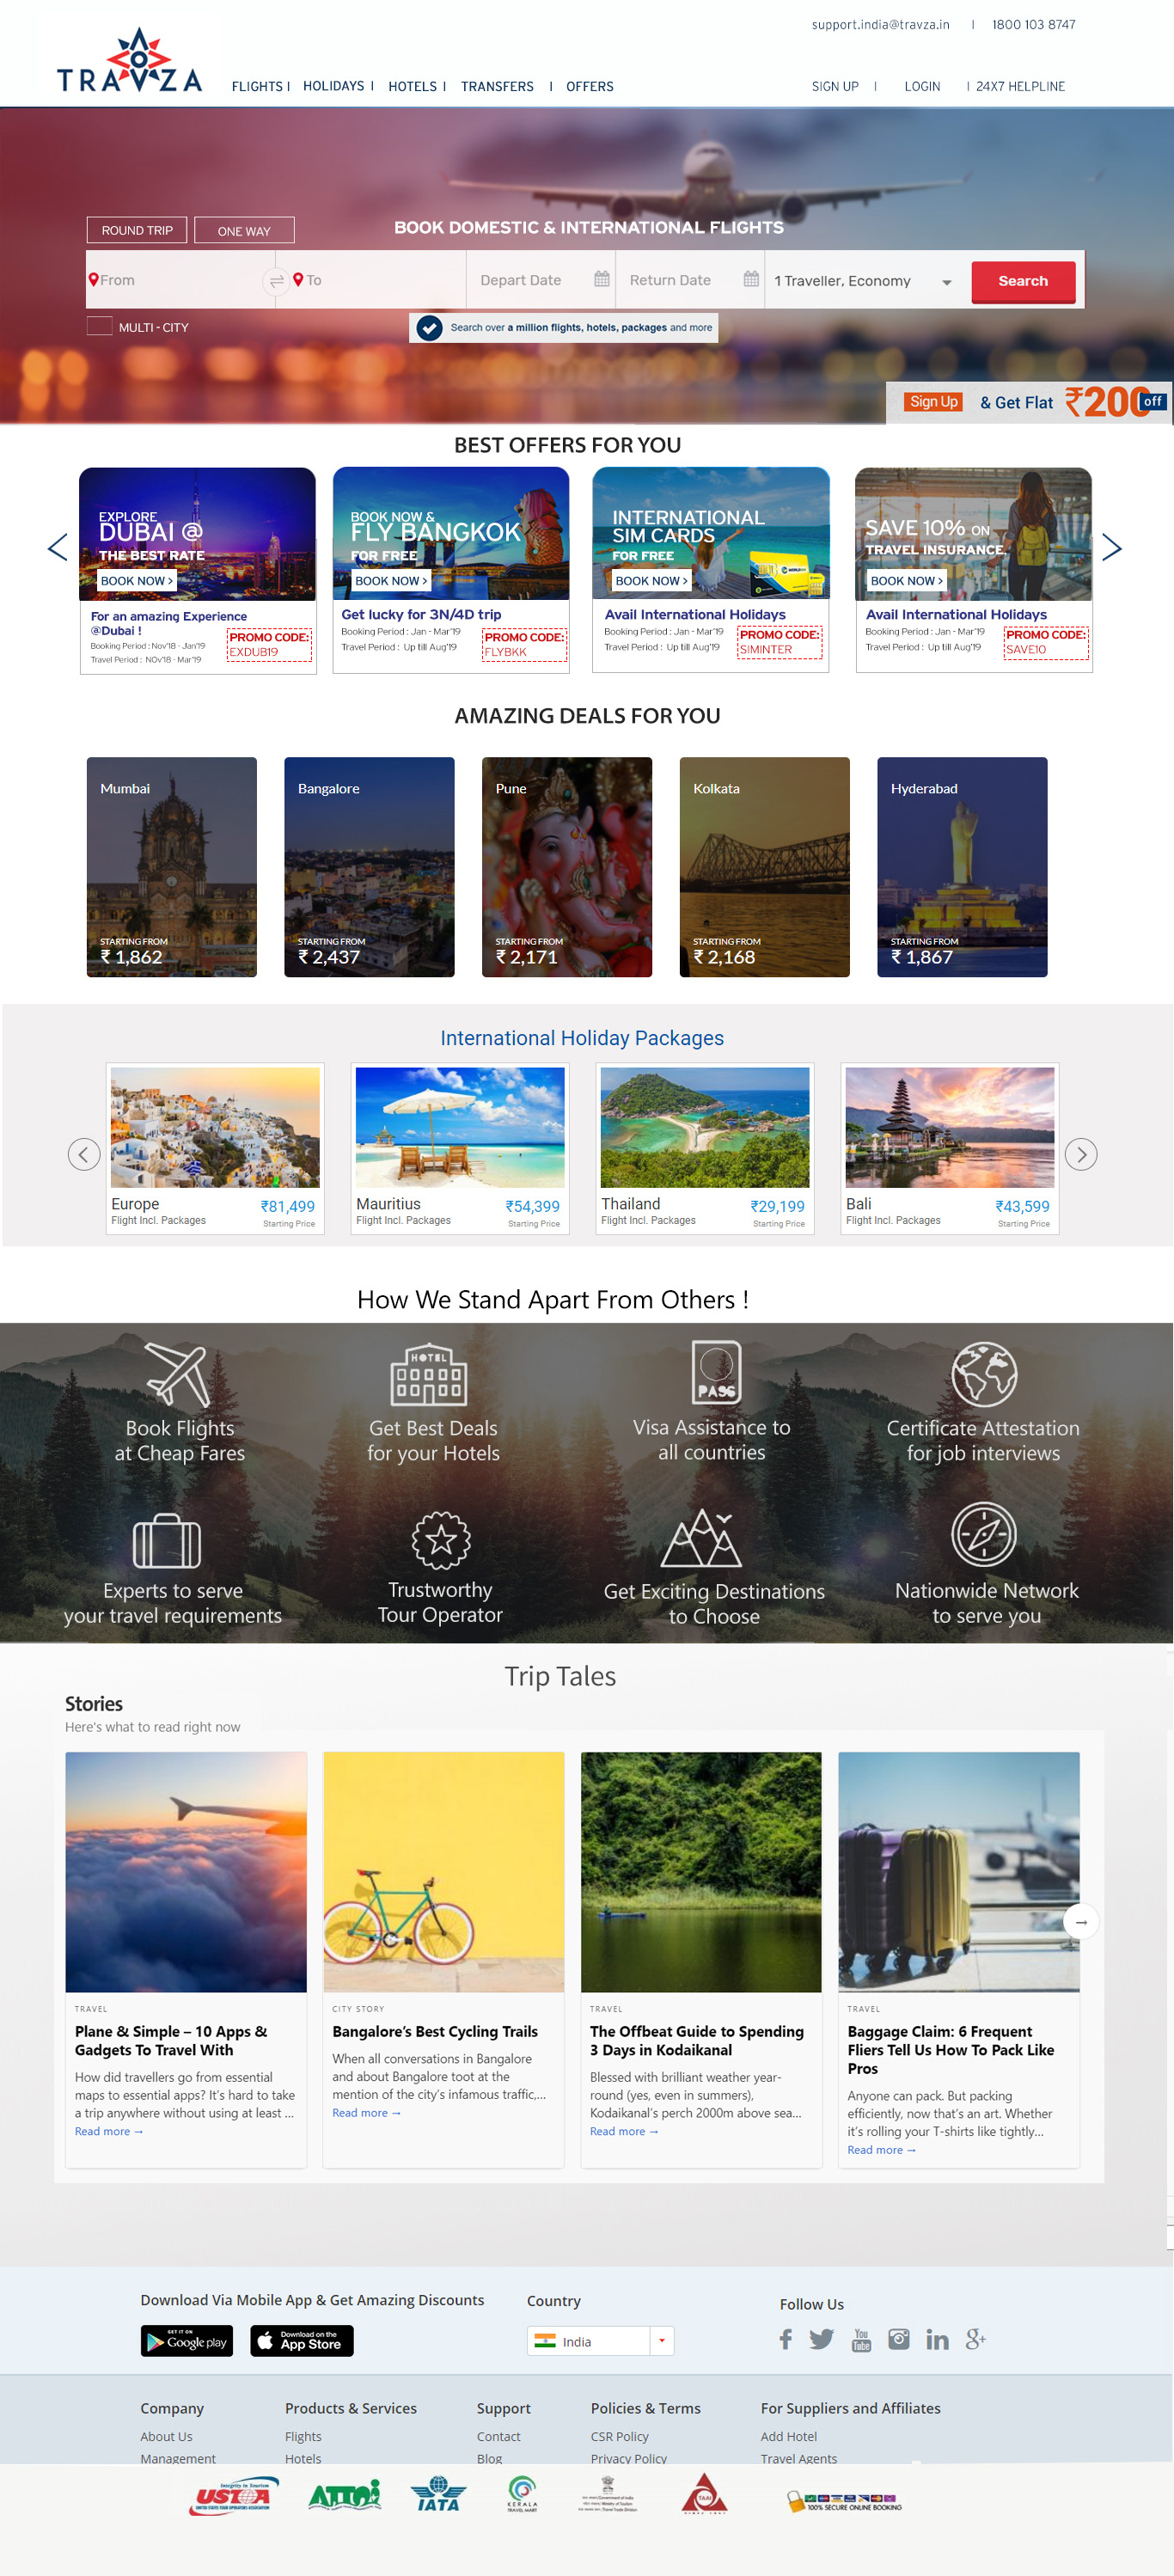 support.india@travza.in | 1800 103 8747
TRAVZA
FLIGHTS | HOLIDAYS | HOTELS | TRANSFERS | OFFERS
SIGN UP | LOGIN | 24X7 HELPLINE
ROUND TRIP ONE WAY
BOOK DOMESTIC & INTERNATIONAL FLIGHTS
From To Depart Date Return Date 1 Traveller, Economy Search
MULTI - CITY
Search over a million flights, hotels, packages and more
Sign Up & Get Flat ₹200 off
BEST OFFERS FOR YOU
EXPLORE
DUBAI @
THE BEST RATE
BOOK NOW >
For an amazing Experience
@Dubai !
Booking Period : Nov'18 - Jan'19
Travel Period : NOV'18 - Mar'19
PROMO CODE:
EXDUB19
BOOK NOW &
FLY BANGKOK
FOR FREE
BOOK NOW >
Get lucky for 3N/4D trip
Booking Period : Jan - Mar'19
Travel Period : Up till Aug'19
PROMO CODE:
FLYBKK
INTERNATIONAL
SIM CARDS
FOR FREE
BOOK NOW >
Avail International Holidays
Booking Period : Jan - Mar'19
Travel Period : Up till Aug'19
PROMO CODE:
SIMINTER
SAVE 10% ON
TRAVEL INSURANCE.
BOOK NOW >
Avail International Holidays
Booking Period : Jan - Mar'19
Travel Period : Up till Aug'19
PROMO CODE:
SAVE10
AMAZING DEALS FOR YOU
Mumbai
STARTING FROM
₹ 1,862
Bangalore
STARTING FROM
₹ 2,437
Pune
STARTING FROM
₹ 2,171
Kolkata
STARTING FROM
₹ 2,168
Hyderabad
STARTING FROM
₹ 1,867
International Holiday Packages
Europe ₹81,499
Flight Incl. Packages Starting Price
Mauritius ₹54,399
Flight Incl. Packages Starting Price
Thailand ₹29,199
Flight Incl. Packages Starting Price
Bali ₹43,599
Flight Incl. Packages Starting Price
How We Stand Apart From Others !
Book Flights
at Cheap Fares
HOTEL
Get Best Deals
for your Hotels
PASS
Visa Assistance to
all countries
Certificate Attestation
for job interviews
Experts to serve
your travel requirements
Trustworthy
Tour Operator
Get Exciting Destinations
to Choose
Nationwide Network
to serve you
Trip Tales
Stories
Here's what to read right now
TRAVEL
Plane & Simple – 10 Apps &
Gadgets To Travel With
How did travellers go from essential
maps to essential apps? It's hard to take
a trip anywhere without using at least ...
Read more →
CITY STORY
Bangalore's Best Cycling Trails
When all conversations in Bangalore
and about Bangalore toot at the
mention of the city's infamous traffic,...
Read more →
TRAVEL
The Offbeat Guide to Spending
3 Days in Kodaikanal
Blessed with brilliant weather year-
round (yes, even in summers),
Kodaikanal's perch 2000m above sea...
Read more →
TRAVEL
Baggage Claim: 6 Frequent
Fliers Tell Us How To Pack Like
Pros
Anyone can pack. But packing
efficiently, now that's an art. Whether
it's rolling your T-shirts like tightly...
Read more →
Download Via Mobile App & Get Amazing Discounts
GET IT ON
Google play
Download on the
App Store
Country
India
Follow Us
You
Tube
Company
About Us
Management
Products & Services
Flights
Hotels
Support
Contact
Blog
Policies & Terms
CSR Policy
Privacy Policy
For Suppliers and Affiliates
Add Hotel
Travel Agents
Integrity in Tourism
USTOA
UNITED STATES TOUR OPERATORS ASSOCIATION
ATTOI
IATA
KERALA
TRAVEL MART
TAAI
100% SECURE ONLINE BOOKING